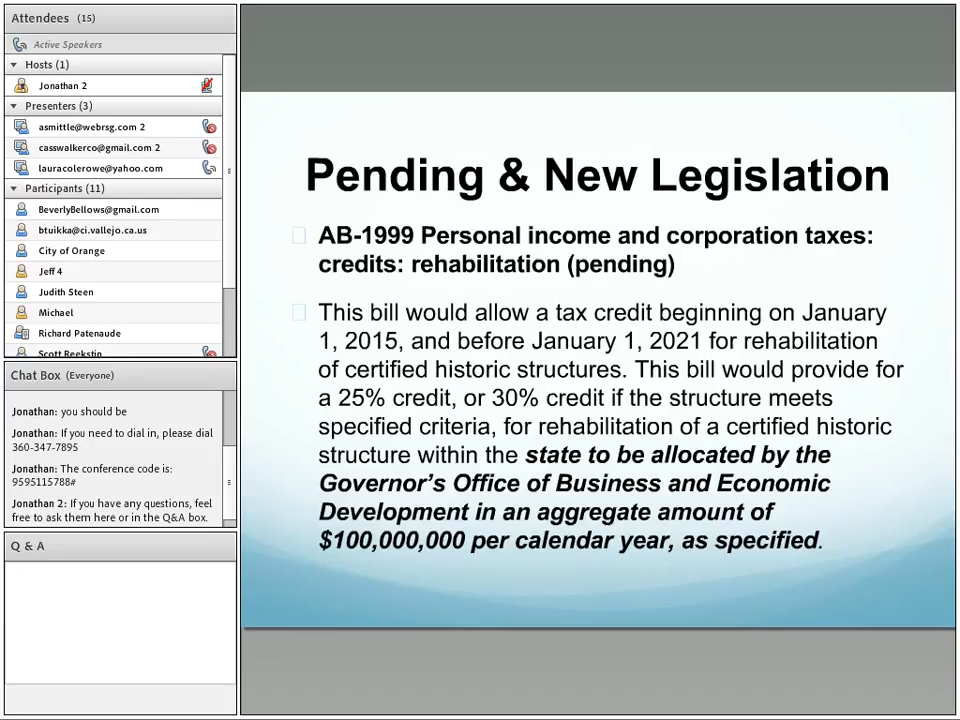 Attendees (15)
Active Speakers
Hosts (1)
Jonathan 2
Presenters (3)
asmittle@webrsg.com 2
casswalkerco@gmail.com 2
lauracolerowe@yahoo.com
Participants (11)
BeverlyBellows@gmail.com
btuikka@ci.vallejo.ca.us
City of Orange
Jeff 4
Judith Steen
Michael
Richard Patenaude
Scott Reekstin
Chat Box (Everyone)
Jonathan: you should be
Jonathan: If you need to dial in, please dial
360-347-7895
Jonathan: The conference code is:
9595115788#
Jonathan 2: If you have any questions, feel
free to ask them here or in the Q&A box.
Q & A
Pending & New Legislation
AB-1999 Personal income and corporation taxes:
credits: rehabilitation (pending)
This bill would allow a tax credit beginning on January
1, 2015, and before January 1, 2021 for rehabilitation
of certified historic structures. This bill would provide for
a 25% credit, or 30% credit if the structure meets
specified criteria, for rehabilitation of a certified historic
structure within the state to be allocated by the
Governor's Office of Business and Economic
Development in an aggregate amount of
$100,000,000 per calendar year, as specified.